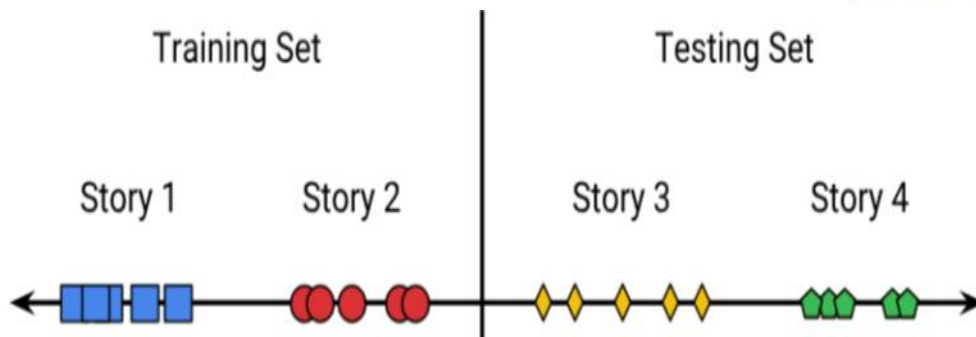 Training Set
Testing Set
Story 1
Story 2
Story 3
Story 4